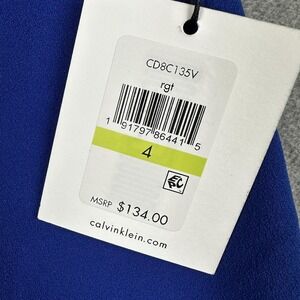 CD8C135V
rgt
1 91797 86441 5
4
MSRP $134.00
calvinklein.com